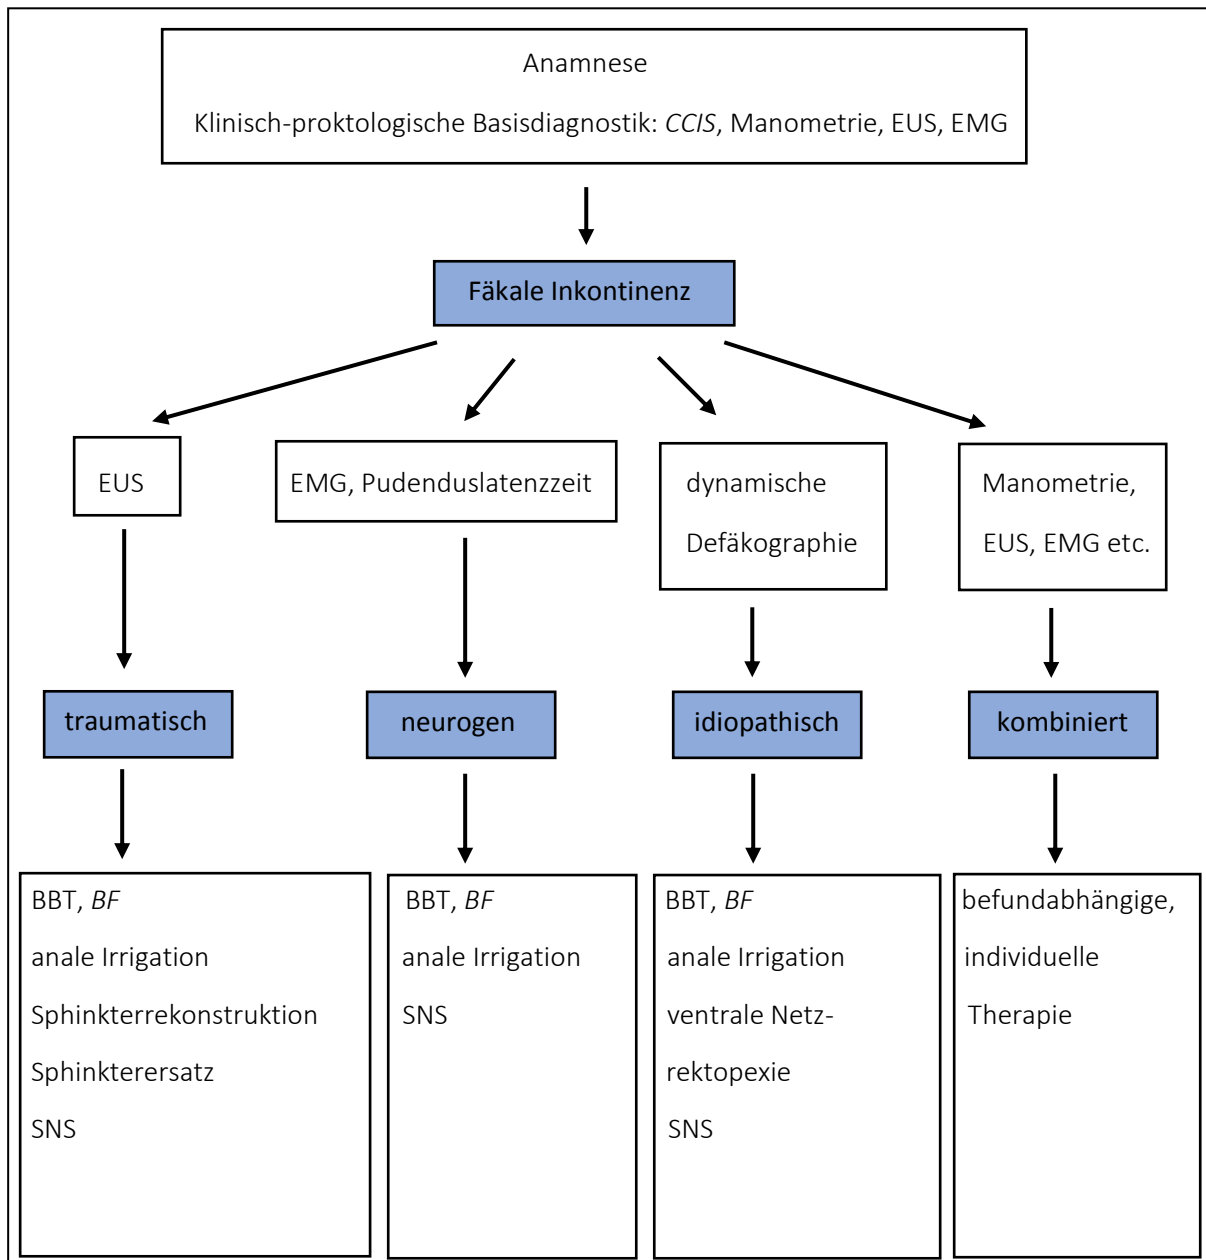 Anamnese
Klinisch-proktologische Basisdiagnostik: CCIS, Manometrie, EUS, EMG
Fäkale Inkontinenz
EUS
EMG, Pudenduslatenzzeit
dynamische
Defäkographie
Manometrie,
EUS, EMG etc.
traumatisch
neurogen
idiopathisch
kombiniert
BBT, BF
anale Irrigation
Sphinkterrekonstruktion
Sphinkterersatz
SNS
BBT, BF
anale Irrigation
SNS
BBT, BF
anale Irrigation
ventrale Netz-
rektopexie
SNS
befundabhängige,
individuelle
Therapie